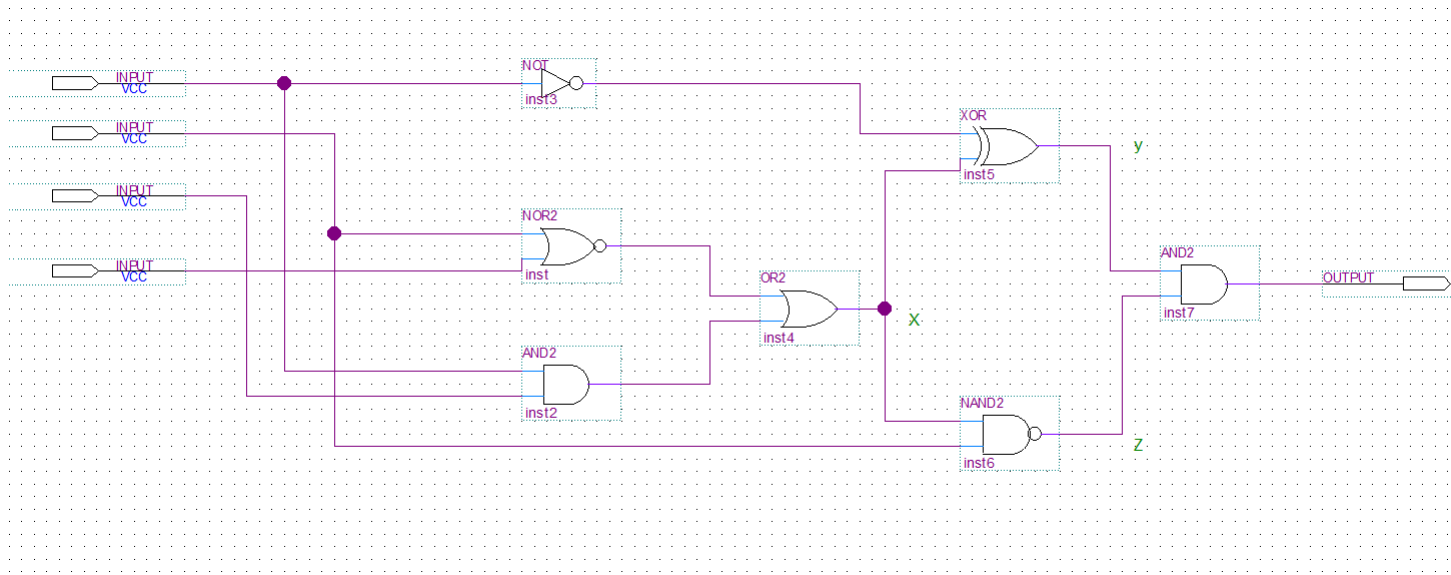 INPUT
VCC
INPUT
VCC
INPUT
VCC
INPUT
VCC
NOT
inst3
NOR2
inst
AND2
inst2
OR2
inst4
X
XOR
inst5
y
NAND2
inst6
Z
AND2
inst7
OUTPUT